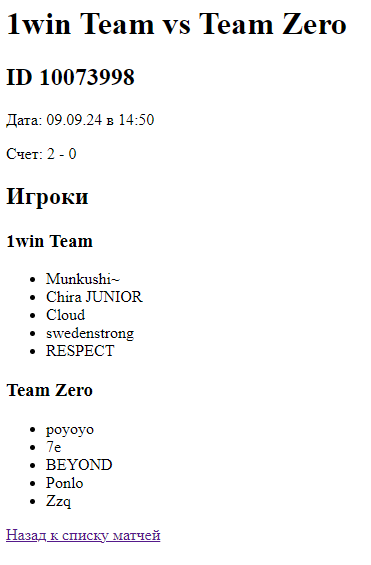 1win Team vs Team Zero
ID 10073998
Дата: 09.09.24 в 14:50
Счет: 2 - 0
Игроки
1win Team
Munkushi~
Chira JUNIOR
Cloud
swedenstrong
RESPECT
Team Zero
poyoyo
7e
BEYOND
Ponlo
Zzq
Назад к списку матчей